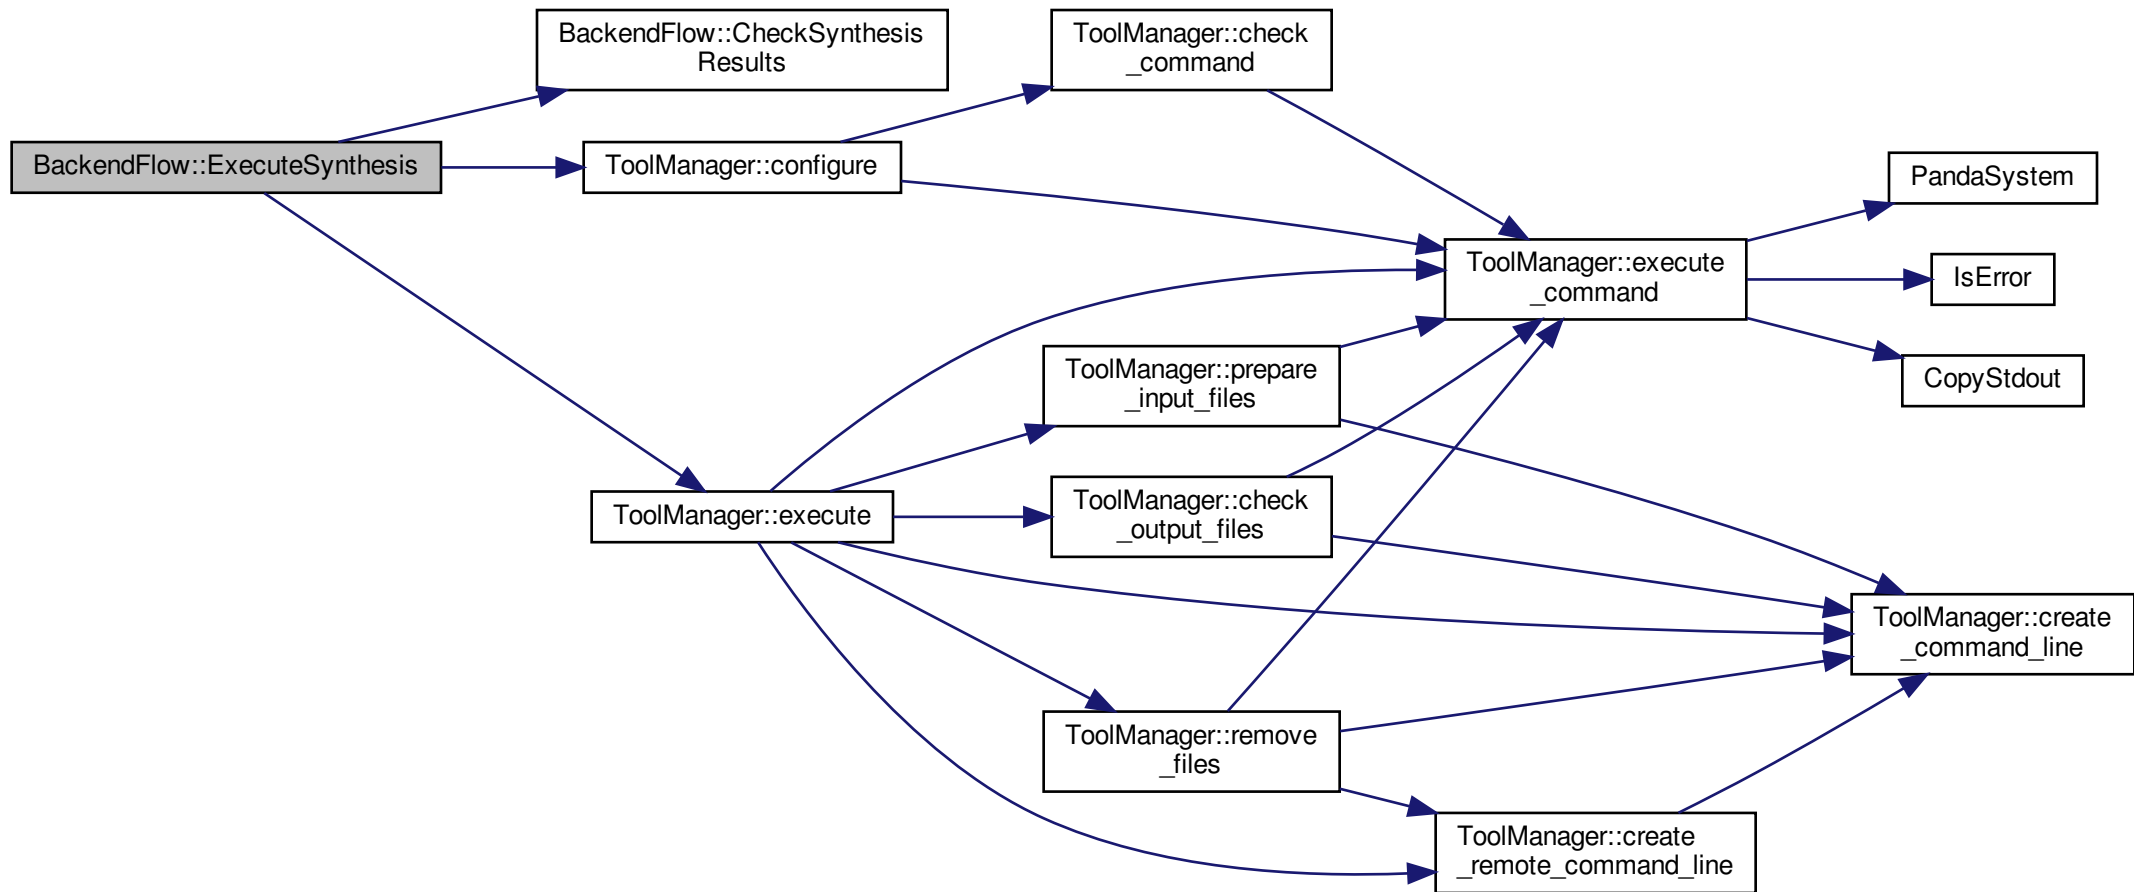 BackendFlow::ExecuteSynthesis
BackendFlow::CheckSynthesis
Results
ToolManager::configure
ToolManager::execute
ToolManager::check
_command
ToolManager::prepare
_input_files
ToolManager::check
_output_files
ToolManager::remove
_files
ToolManager::execute
_command
ToolManager::create
_remote_command_line
PandaSystem
IsError
CopyStdout
ToolManager::create
_command_line